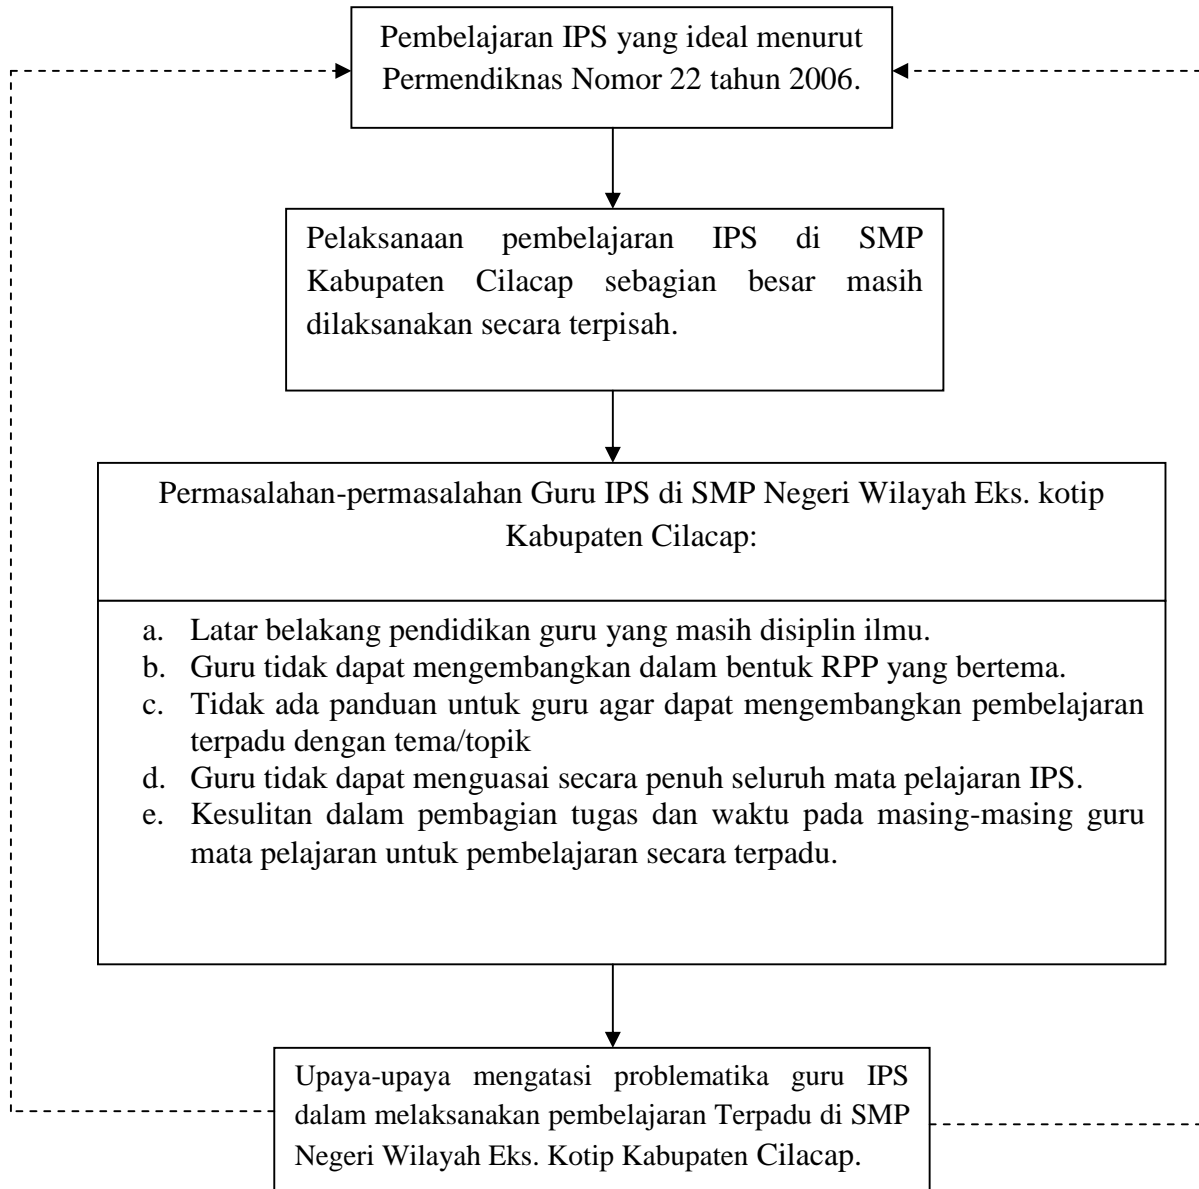 Pembelajaran IPS yang ideal menurut
Permendiknas Nomor 22 tahun 2006.
Pelaksanaan pembelajaran IPS di SMP
Kabupaten Cilacap sebagian besar masih
dilaksanakan secara terpisah.
Permasalahan-permasalahan Guru IPS di SMP Negeri Wilayah Eks. kotip
Kabupaten Cilacap:
a. Latar belakang pendidikan guru yang masih disiplin ilmu.
b. Guru tidak dapat mengembangkan dalam bentuk RPP yang bertema.
c. Tidak ada panduan untuk guru agar dapat mengembangkan pembelajaran
terpadu dengan tema/topik
d. Guru tidak dapat menguasai secara penuh seluruh mata pelajaran IPS.
e. Kesulitan dalam pembagian tugas dan waktu pada masing-masing guru
mata pelajaran untuk pembelajaran secara terpadu.
Upaya-upaya mengatasi problematika guru IPS
dalam melaksanakan pembelajaran Terpadu di SMP
Negeri Wilayah Eks. Kotip Kabupaten Cilacap.